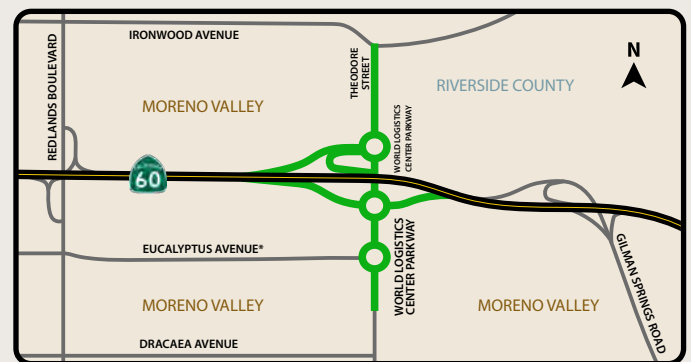 IRONWOOD AVENUE
REDLANDS BOULEVARD
THEODORE
STREET
N
RIVERSIDE COUNTY
MORENO VALLEY
WORLD LOGISTICS
CENTER PARKWAY
60
EUCALYPTUS AVENUE*
WORLD LOGISTICS
CENTER PARKWAY
GILMAN SPRINGS ROAD
MORENO VALLEY
MORENO VALLEY
DRACAEA AVENUE